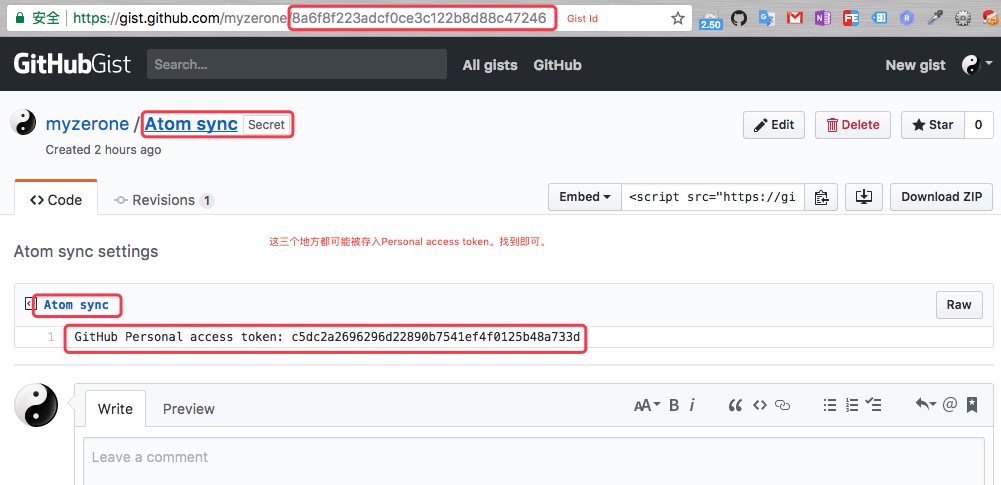 安全 https://gist.github.com/myzerone/8a6f8f223adcf0ce3c122b8d88c47246 Gist Id
2.50
GitHubGist Search... All gists GitHub New gist
myzerone / Atom sync Secret Edit Delete Star 0
Created 2 hours ago
Code Revisions 1 Embed <script src="https://gi Download ZIP
这三个地方都可能被存入Personal access token。找到即可。
Atom sync settings
Atom sync Raw
1 GitHub Personal access token: c5dc2a2696296d22890b7541ef4f0125b48a733d
Write Preview AA B i @
Leave a comment